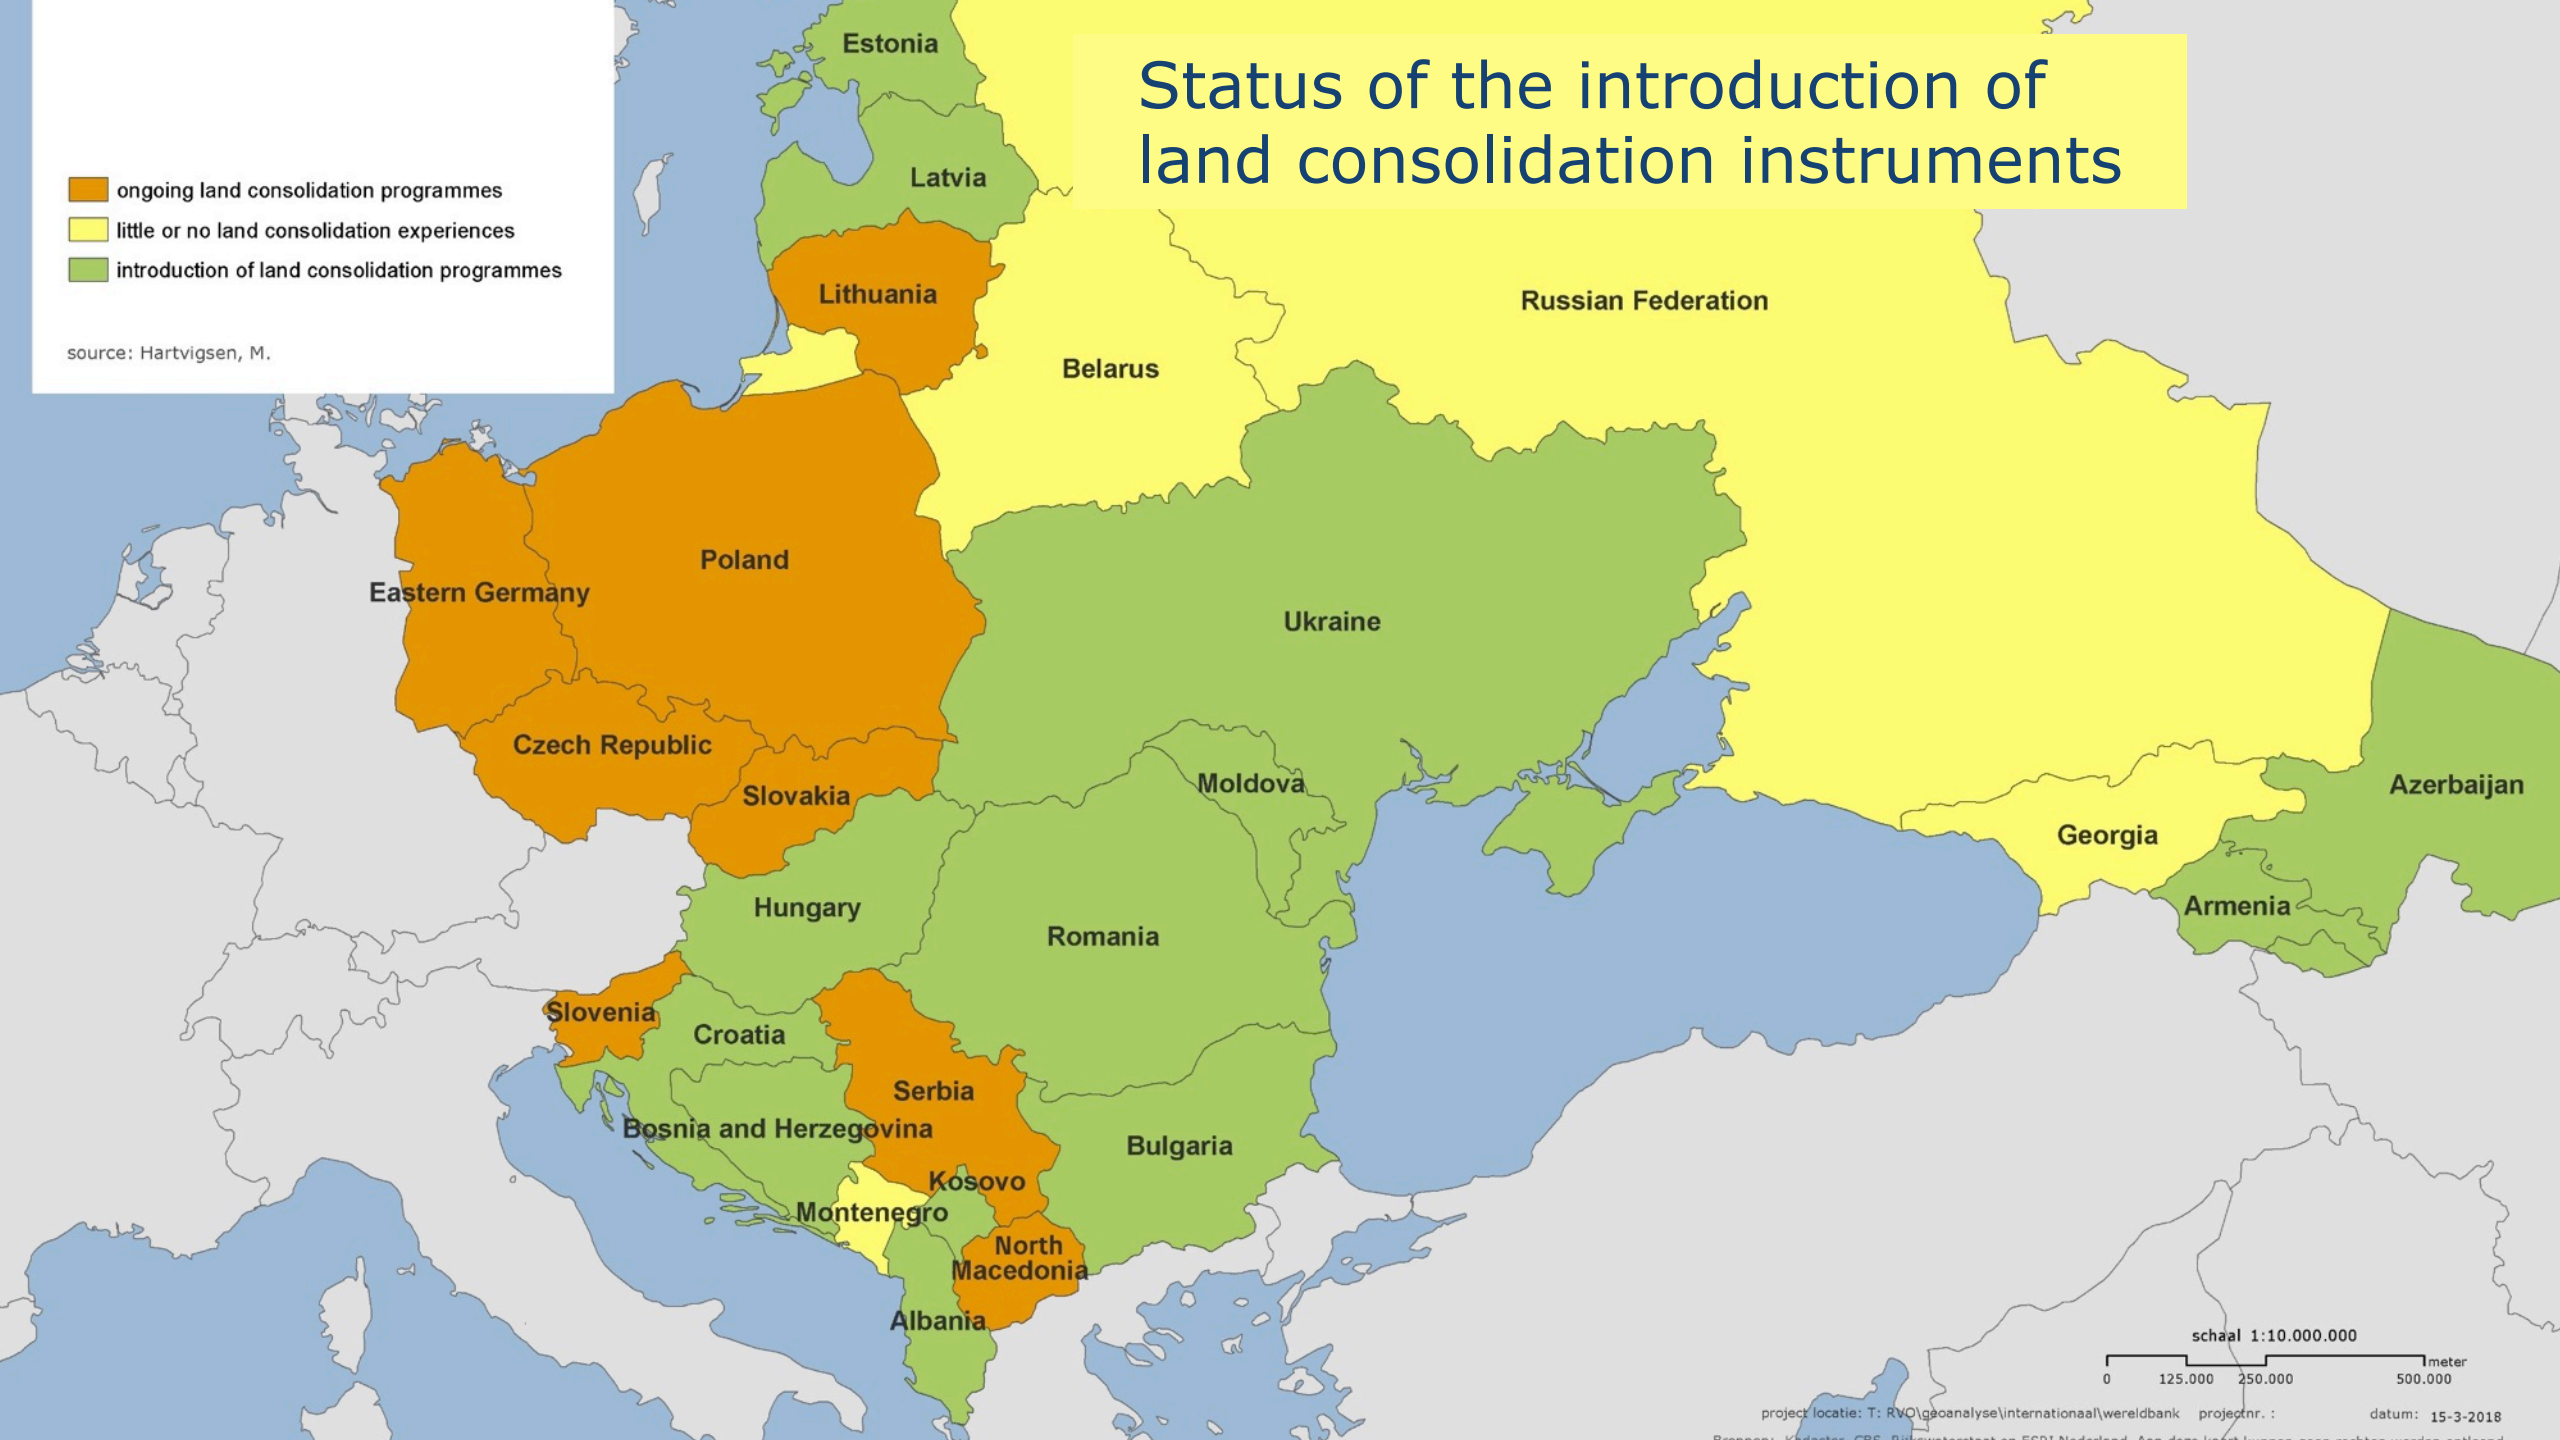 Status of the introduction of
land consolidation instruments
ongoing land consolidation programmes
little or no land consolidation experiences
introduction of land consolidation programmes
source: Hartvigsen, M.
Estonia
Latvia
Lithuania
Russian Federation
Belarus
Poland
Eastern Germany
Ukraine
Czech Republic
Slovakia
Moldova
Azerbaijan
Georgia
Hungary
Armenia
Romania
Slovenia
Croatia
Serbia
Bosnia and Herzegovina
Bulgaria
Kosovo
Montenegro
North
Macedonia
Albania
schaal 1:10.000.000
meter
0 125.000 250.000 500.000
project locatie: T: RVO\geoanalyse\internationaal\wereldbank projectnr. : datum: 15-3-2018